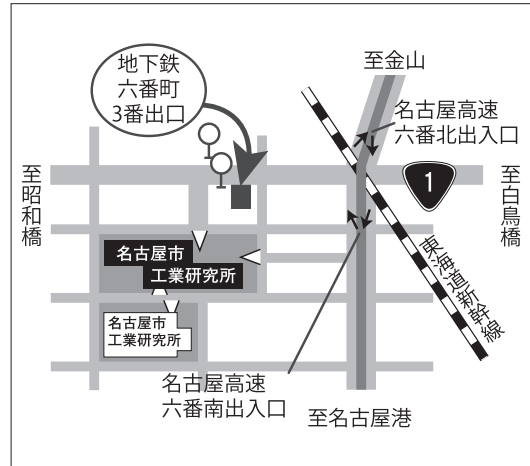 地下鉄
六番町
3番出口
至金山
名古屋高速
六番北出入口
至昭和橋
1
至白鳥橋
名古屋市
工業研究所
東海道新幹線
名古屋市
工業研究所
名古屋高速
六番南出入口
至名古屋港